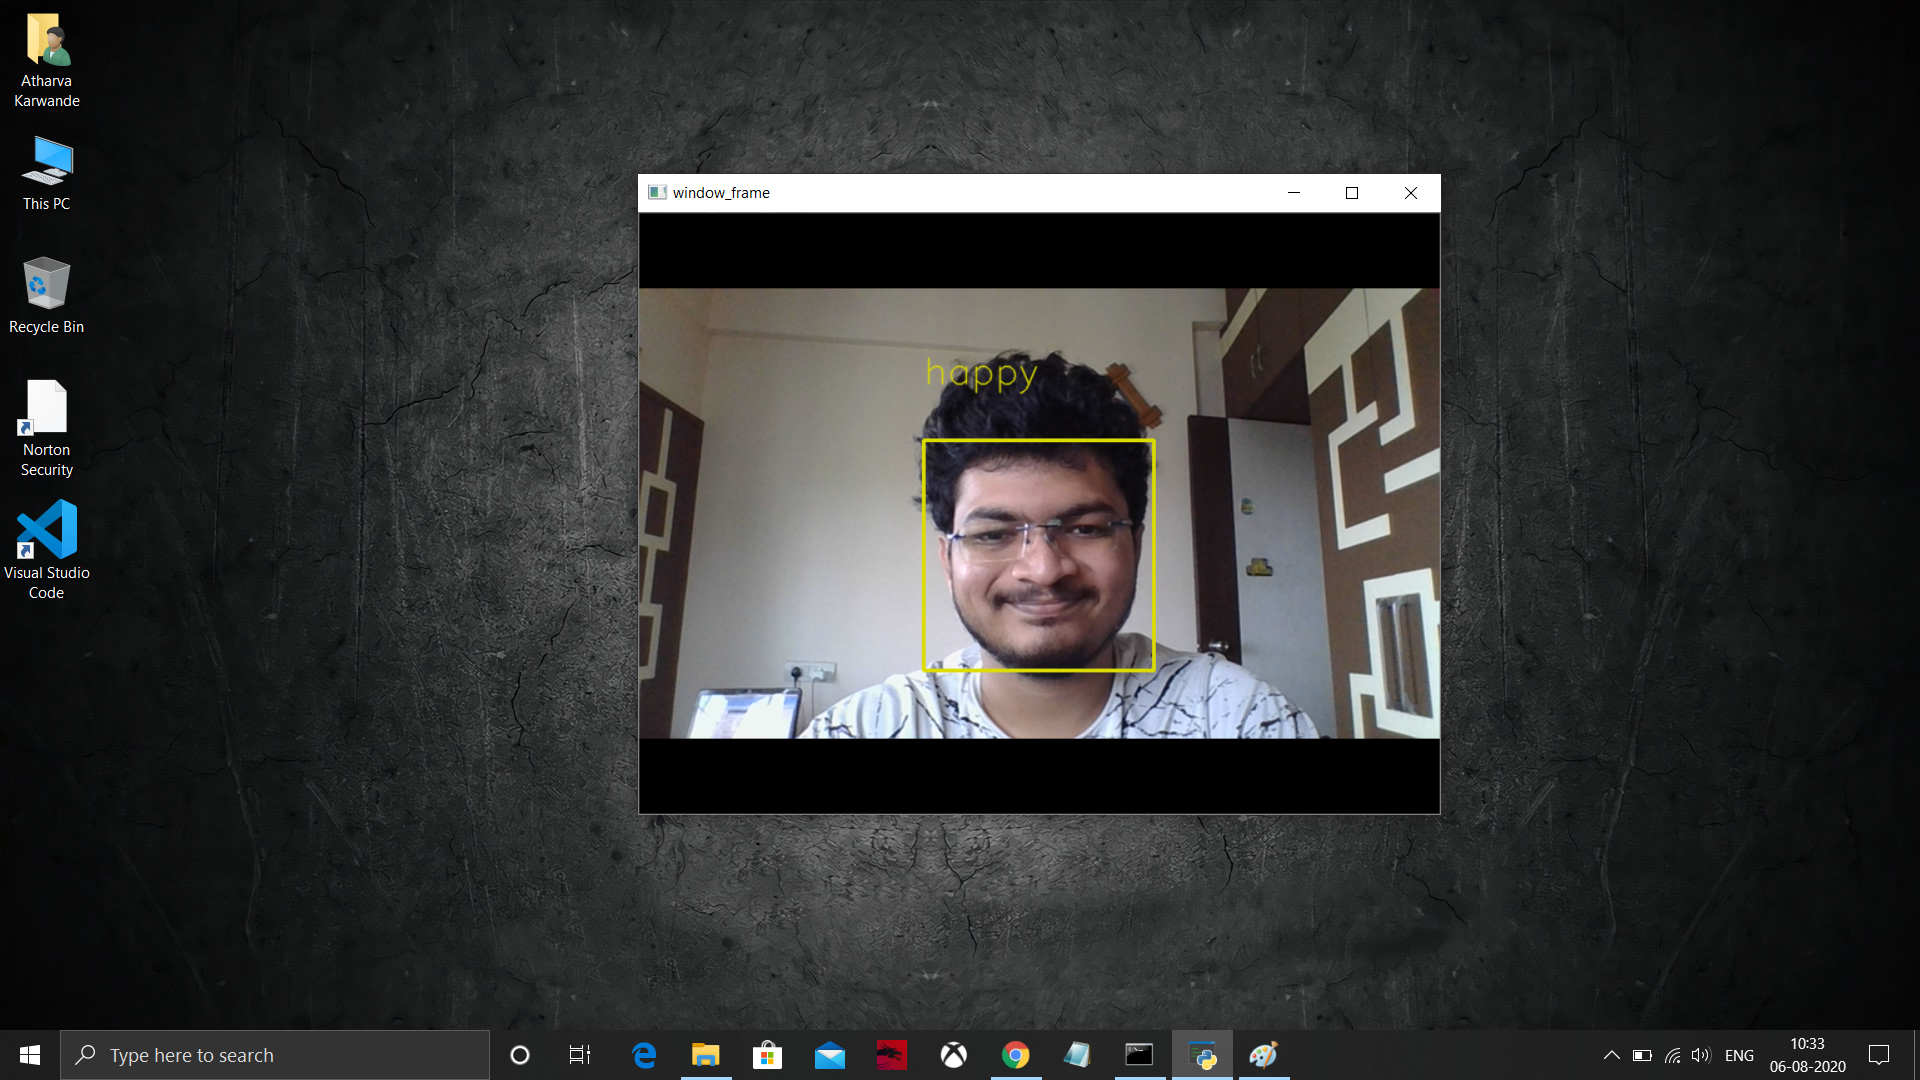 Atharva
Karwande
This PC
Recycle Bin
Norton
Security
Visual Studio
Code
window_frame
happy
Type here to search
ENG
10:33
06-08-2020